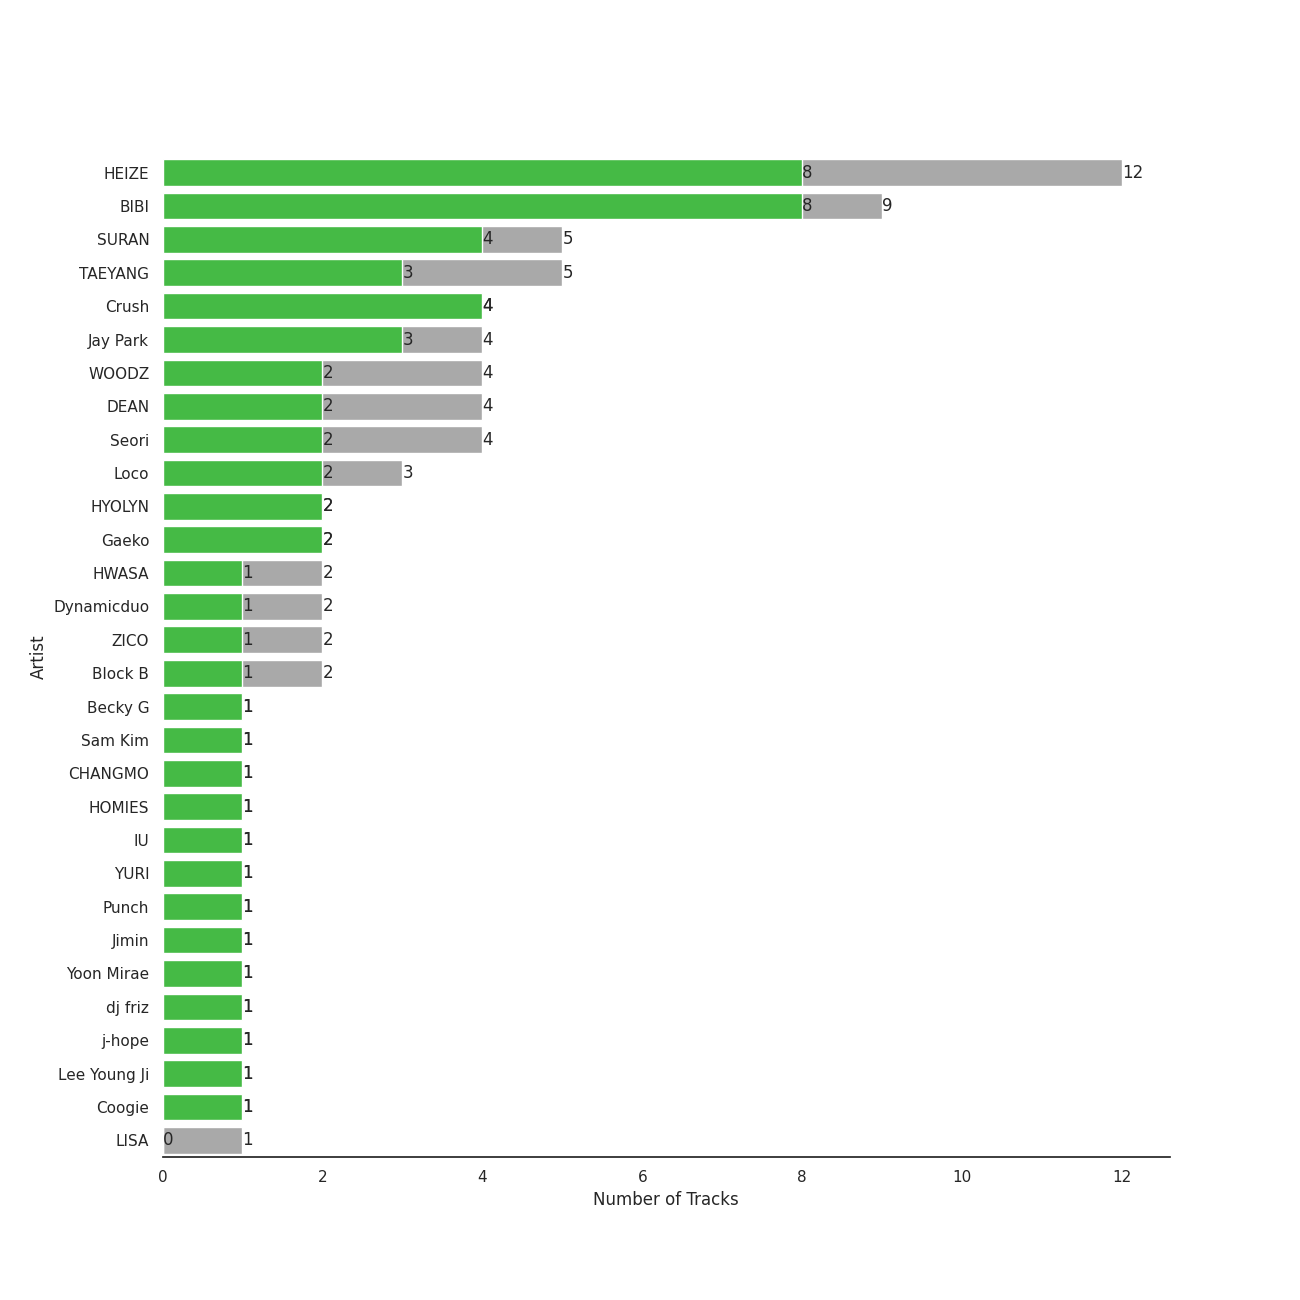 HEIZE 8 12
BIBI 8 9
SURAN 4 5
TAEYANG 3 5
Crush 4
Jay Park 3 4
WOODZ 2 4
DEAN 2 4
Seori 2 4
Loco 2 3
HYOLYN 2
Gaeko 2
HWASA 1 2
Dynamicduo 1 2
ZICO 1 2
Block B 1 2
Becky G 1
Sam Kim 1
CHANGMO 1
HOMIES 1
IU 1
YURI 1
Punch 1
Jimin 1
Yoon Mirae 1
dj friz 1
j-hope 1
Lee Young Ji 1
Coogie 1
LISA 0 1
Artist
0 2 4 6 8 10 12
Number of Tracks